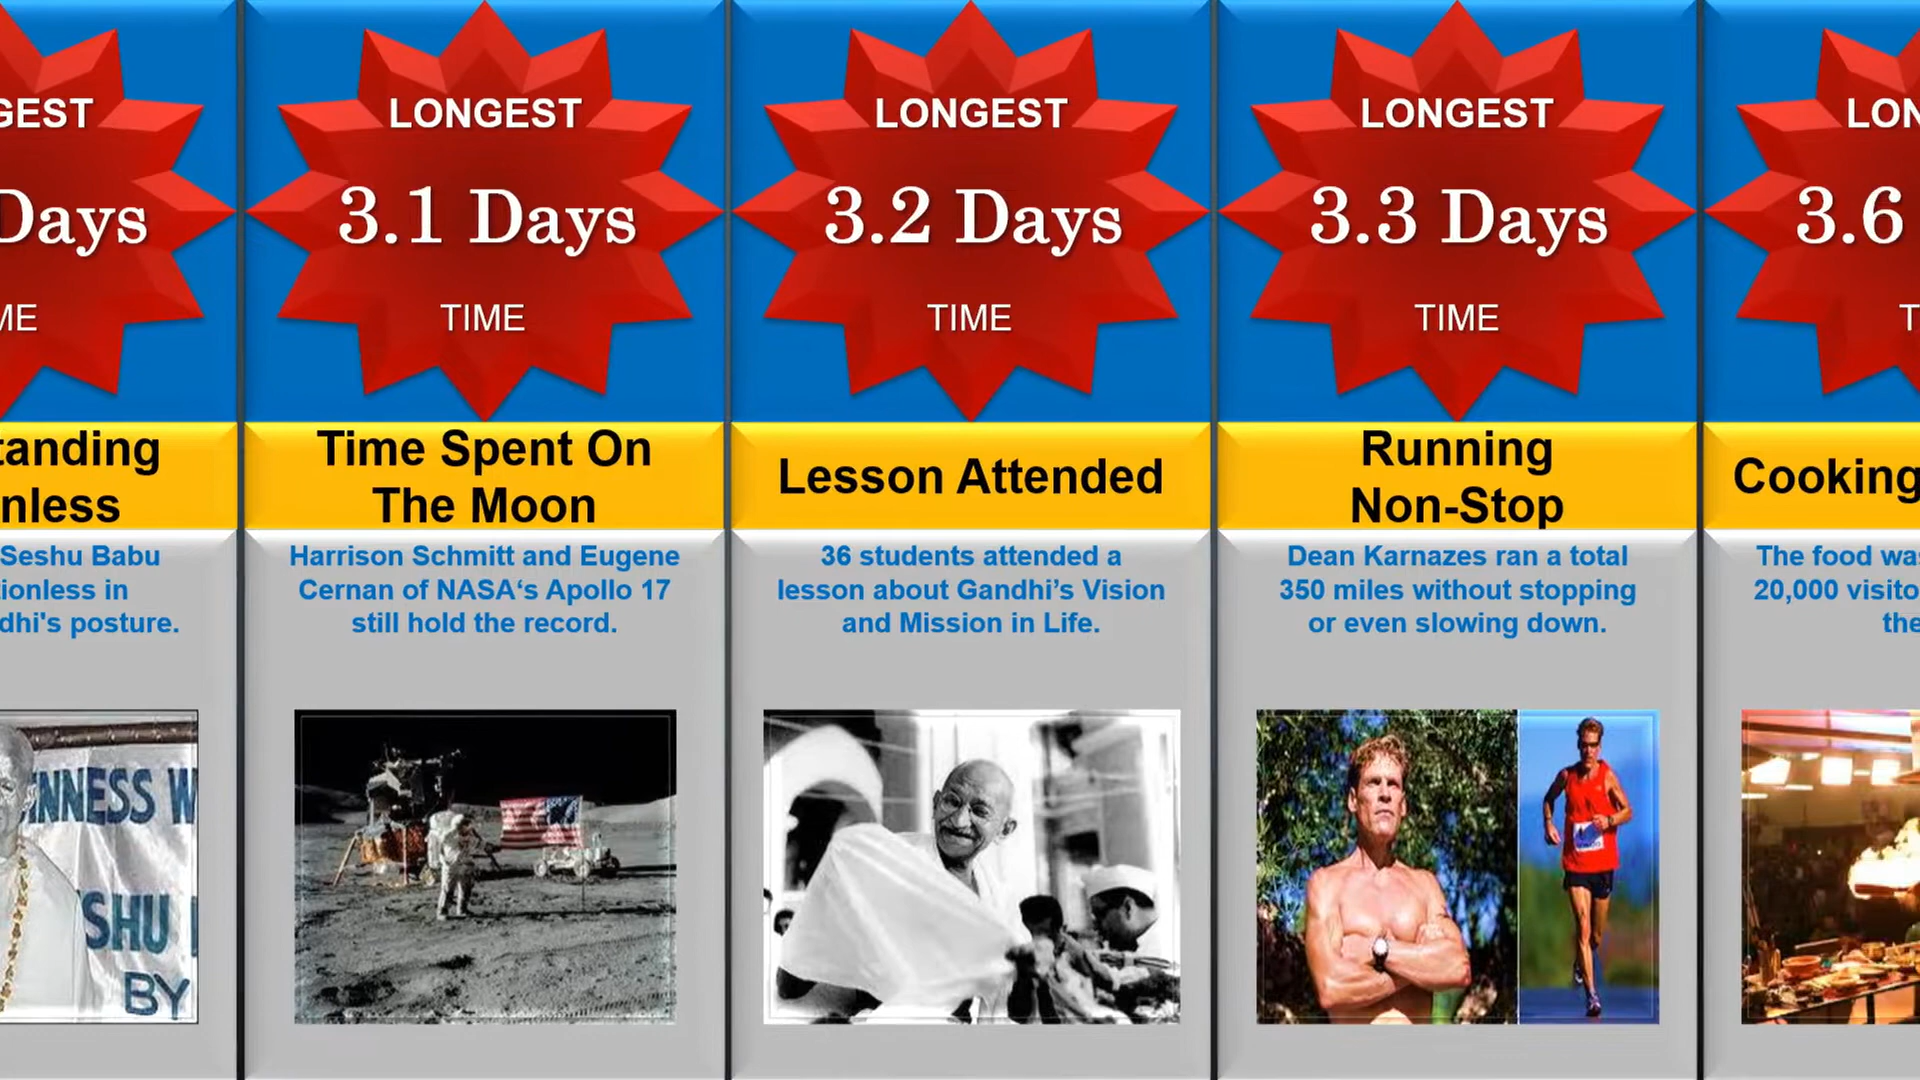 GEST
Days
ME
tanding
nless
Seshu Babu
tionless in
dhi's posture.
NNESS W
SHU
BY
LONGEST
3.1 Days
TIME
Time Spent On
The Moon
Harrison Schmitt and Eugene
Cernan of NASA‘s Apollo 17
still hold the record.
LONGEST
3.2 Days
TIME
Lesson Attended
36 students attended a
lesson about Gandhi’s Vision
and Mission in Life.
LONGEST
3.3 Days
TIME
Running
Non-Stop
Dean Karnazes ran a total
350 miles without stopping
or even slowing down.
LON
3.6
T
Cooking
The food was
20,000 visito
the